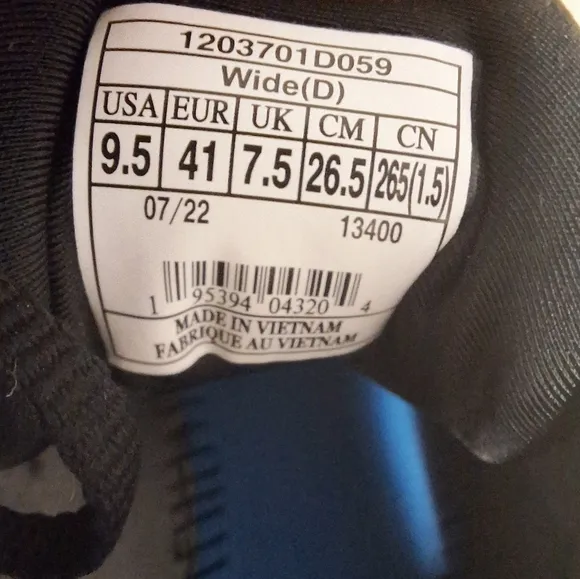 1203701D059
Wide(D)
USA EUR UK CM CN
9.5 41 7.5 26.5 265(1.5)
07/22 13400
1 95394 04320 4
MADE IN VIETNAM
FABRIQUE AU VIETNAM